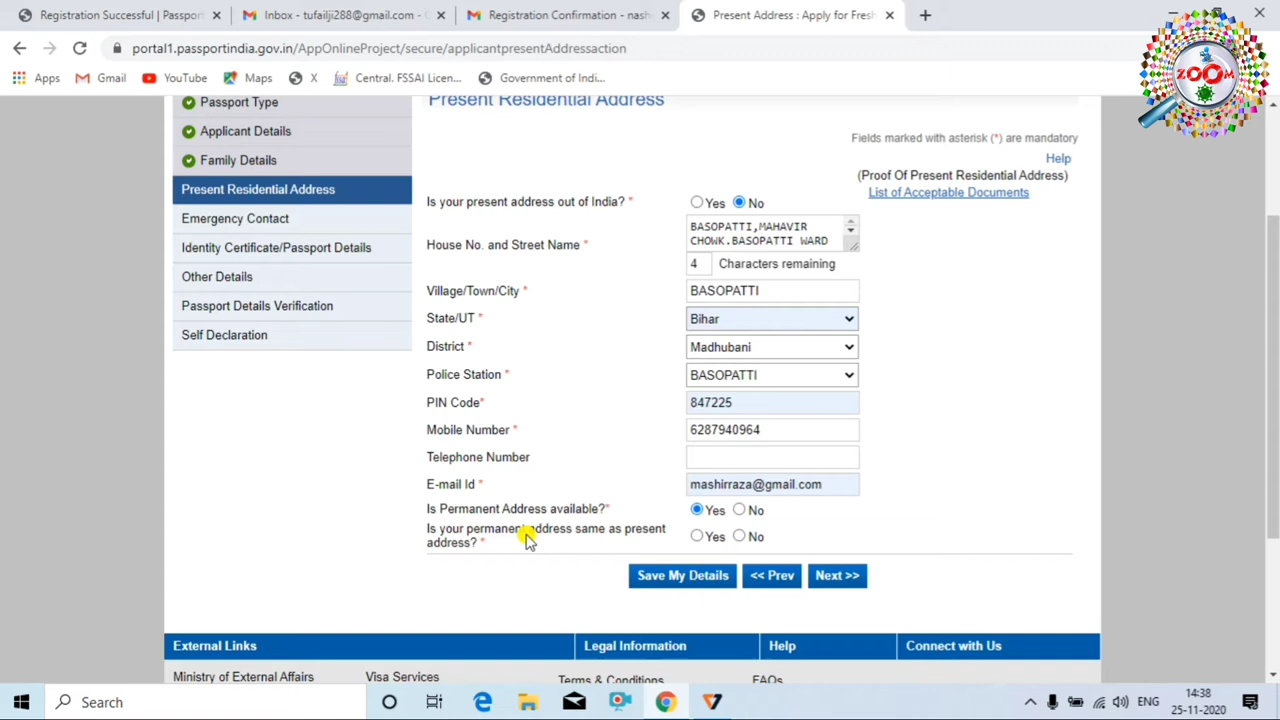 Registration Successful | Passport
Inbox - tufailji288@gmail.com - G
Registration Confirmation - nash
Present Address : Apply for Fresh
portal1.passportindia.gov.in/AppOnlineProject/secure/applicantpresentAddressaction
Apps
Gmail
YouTube
Maps
X
Central. FSSAI Licen...
Government of Indi...
ZOOM
Passport Type
Applicant Details
Family Details
Present Residential Address
Emergency Contact
Identity Certificate/Passport Details
Other Details
Passport Details Verification
Self Declaration
Present Residential Address
Fields marked with asterisk (*) are mandatory
Help
(Proof Of Present Residential Address)
List of Acceptable Documents
Is your present address out of India? * Yes No
House No. and Street Name *
BASOPATTI,MAHAVIR
CHOWK.BASOPATTI WARD
4 Characters remaining
Village/Town/City * BASOPATTI
State/UT * Bihar
District * Madhubani
Police Station * BASOPATTI
PIN Code* 847225
Mobile Number * 6287940964
Telephone Number
E-mail Id * mashirraza@gmail.com
Is Permanent Address available?* Yes No
Is your permanent address same as present
address? * Yes No
Save My Details
<< Prev
Next >>
External Links
Legal Information
Help
Connect with Us
Ministry of External Affairs
Visa Services
Terms & Conditions
FAQs
Search
ENG
14:38
25-11-2020